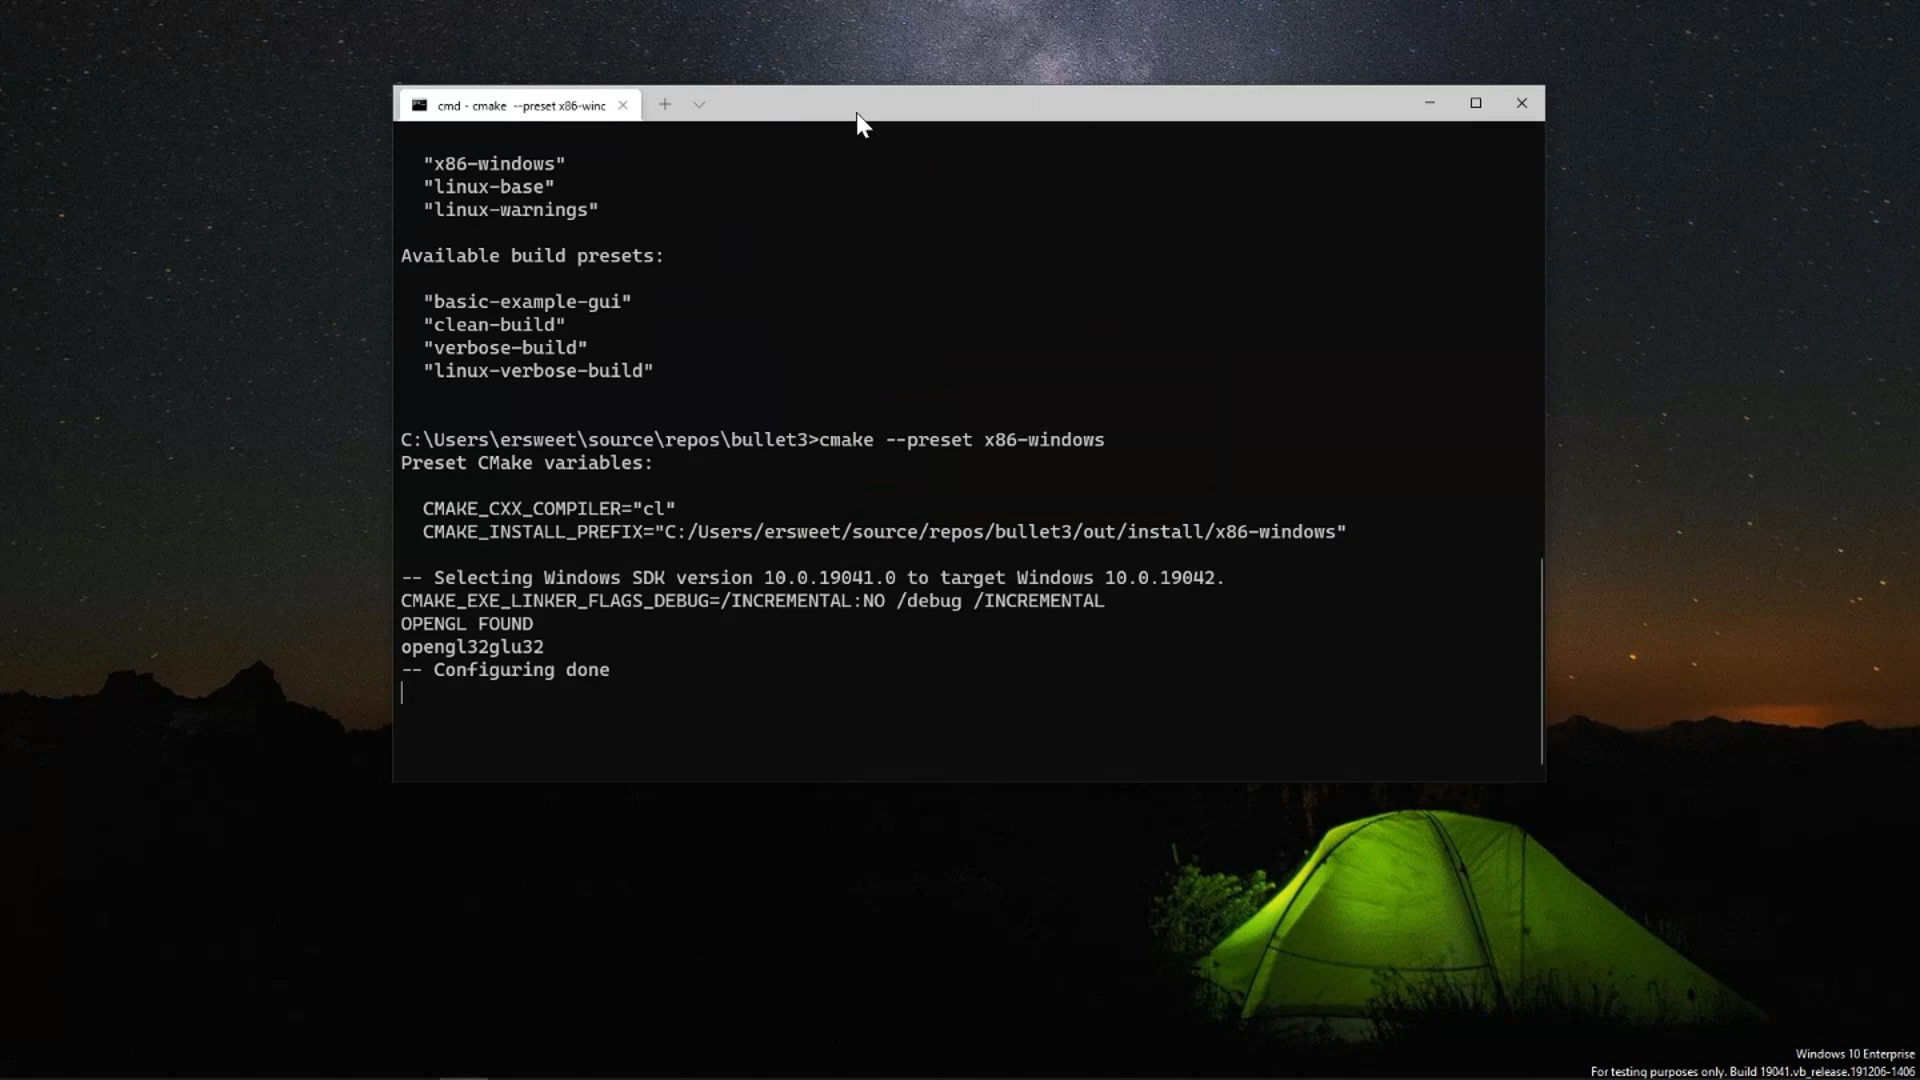 cmd - cmake --preset x86-winc
"x86-windows"
"linux-base"
"linux-warnings"
Available build presets:
"basic-example-gui"
"clean-build"
"verbose-build"
"linux-verbose-build"
C:\Users\ersweet\source\repos\bullet3>cmake --preset x86-windows
Preset CMake variables:
CMAKE_CXX_COMPILER="cl"
CMAKE_INSTALL_PREFIX="C:/Users/ersweet/source/repos/bullet3/out/install/x86-windows"
-- Selecting Windows SDK version 10.0.19041.0 to target Windows 10.0.19042.
CMAKE_EXE_LINKER_FLAGS_DEBUG=/INCREMENTAL:NO /debug /INCREMENTAL
OPENGL FOUND
opengl32glu32
-- Configuring done
Windows 10 Enterprise
For testing purposes only. Build 19041.vb_release.191206-1406